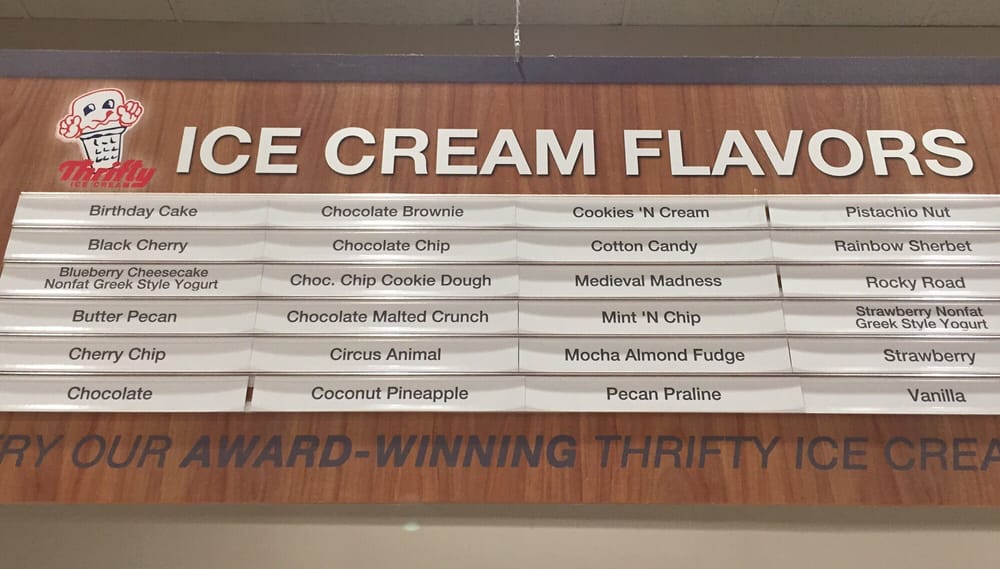 Thrifty
ICE CREAM
ICE CREAM FLAVORS
Birthday Cake
Black Cherry
Blueberry Cheesecake
Nonfat Greek Style Yogurt
Butter Pecan
Cherry Chip
Chocolate
Chocolate Brownie
Chocolate Chip
Choc. Chip Cookie Dough
Chocolate Malted Crunch
Circus Animal
Coconut Pineapple
Cookies 'N Cream
Cotton Candy
Medieval Madness
Mint 'N Chip
Mocha Almond Fudge
Pecan Praline
Pistachio Nut
Rainbow Sherbet
Rocky Road
Strawberry Nonfat
Greek Style Yogurt
Strawberry
Vanilla
RY OUR AWARD-WINNING THRIFTY ICE CREA